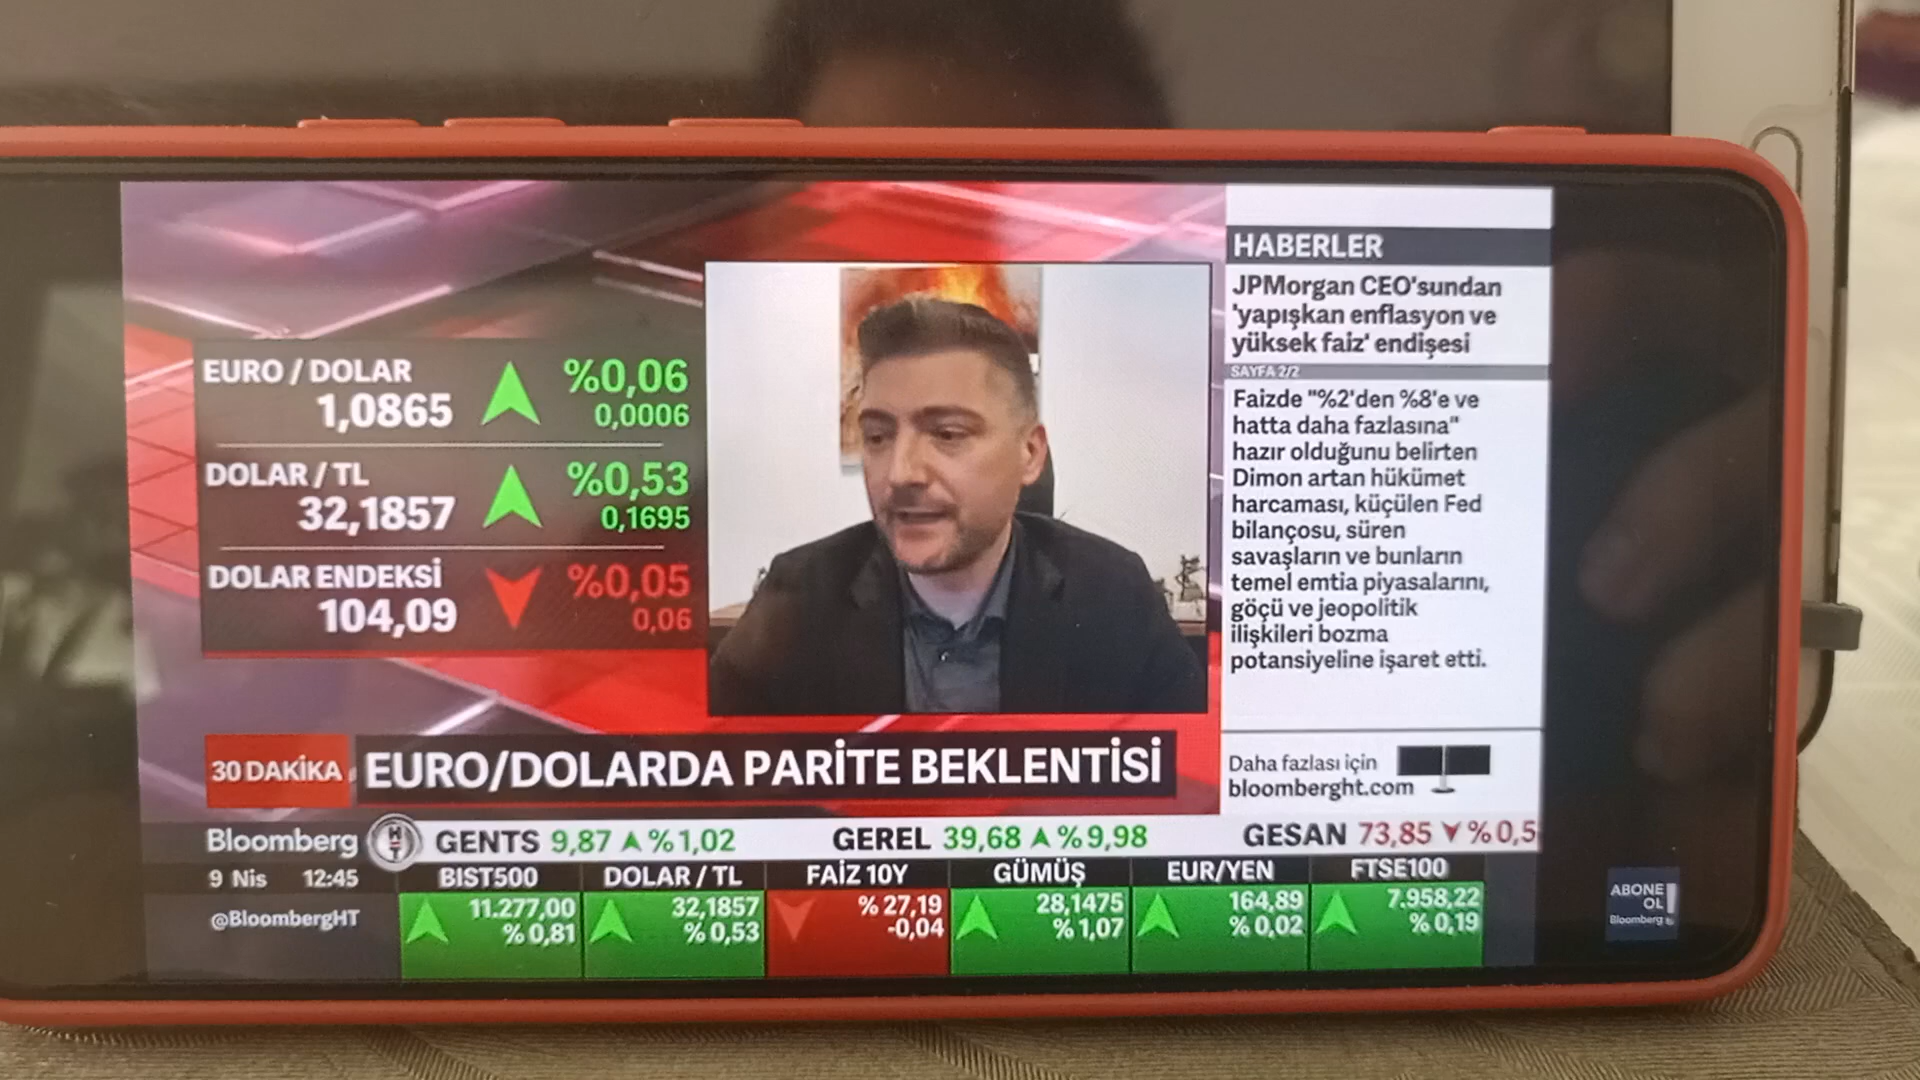 EURO / DOLAR
1,0865
%0,06
0,0006
DOLAR / TL
32,1857
%0,53
0,1695
DOLAR ENDEKSİ
104,09
%0,05
0,06
HABERLER
JPMorgan CEO'sundan
'yapışkan enflasyon ve
yüksek faiz' endişesi
SAYFA 2/2
Faizde "%2'den %8'e ve
hatta daha fazlasına"
hazır olduğunu belirten
Dimon artan hükümet
harcaması, küçülen Fed
bilançosu, süren
savaşların ve bunların
temel emtia piyasalarını,
göçü ve jeopolitik
ilişkileri bozma
potansiyeline işaret etti.
30 DAKİKA
EURO/DOLARDA PARİTE BEKLENTİSİ
Daha fazlası için
bloomberght.com
Bloomberg HT
GENTS 9,87 %1,02 GEREL 39,68 %9,98 GESAN 73,85 %0,5
9 Nis 12:45
@BloombergHT
BIST500
11.277,00
%0,81
DOLAR / TL
32,1857
%0,53
FAİZ 10Y
%27,19
-0,04
GÜMÜŞ
28,1475
%1,07
EUR/YEN
164,89
%0,02
FTSE100
7.958,22
%0,19
ABONE
OL
Bloomberg